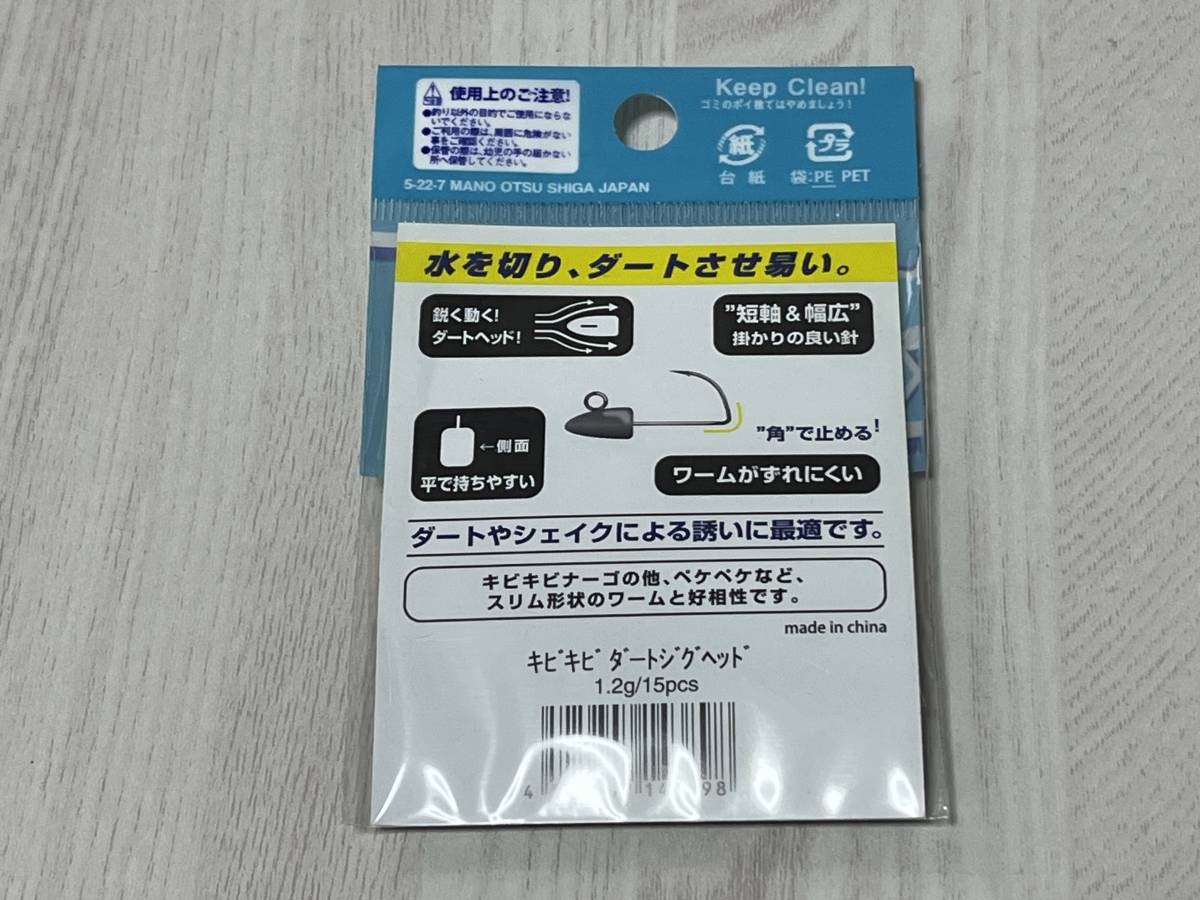 使用上のご注意!
●釣り以外の目的でご使用にならな
いでください。
●ご利用の際は、周囲に危険がない
事をご確認ください。
●保管の際は、幼児の手の届かない
所へ保管してください。
Keep Clean!
ゴミのポイ捨てはやめましょう!
紙
プラ
台紙
袋:PE PET
5-22-7 MANO OTSU SHIGA JAPAN
水を切り、ダートさせ易い。
鋭く動く!
ダートヘッド!
"短軸&幅広"
掛かりの良い針
←側面
平で持ちやすい
"角"で止める!
ワームがずれにくい
ダートやシェイクによる誘いに最適です。
キビキビナーゴの他、ペケペケなど、
スリム形状のワームと好相性です。
made in china
ｷﾋﾞｷﾋﾞﾀﾞｰﾄｼﾞｸﾞﾍｯﾄﾞ
1.2g/15pcs
4 14 98